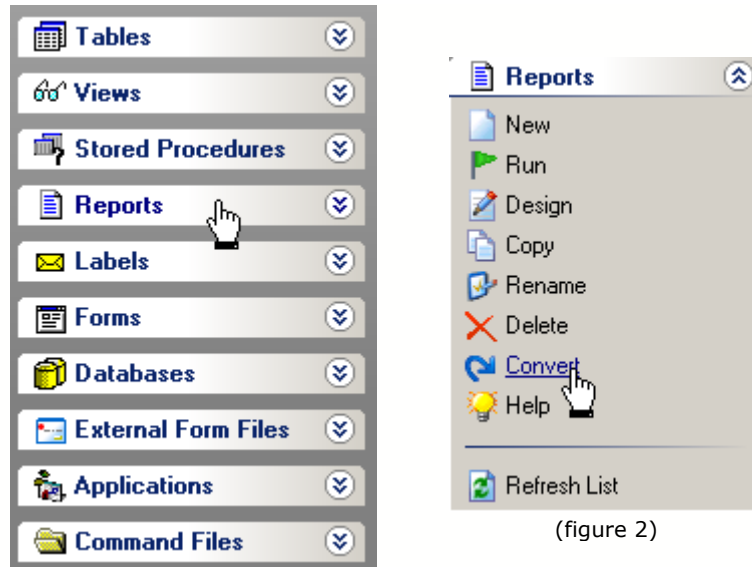 Tables
Views
Stored Procedures
Reports
Labels
Forms
Databases
External Form Files
Applications
Command Files
Reports
New
Run
Design
Copy
Rename
Delete
Convert
Help
Refresh List
(figure 2)